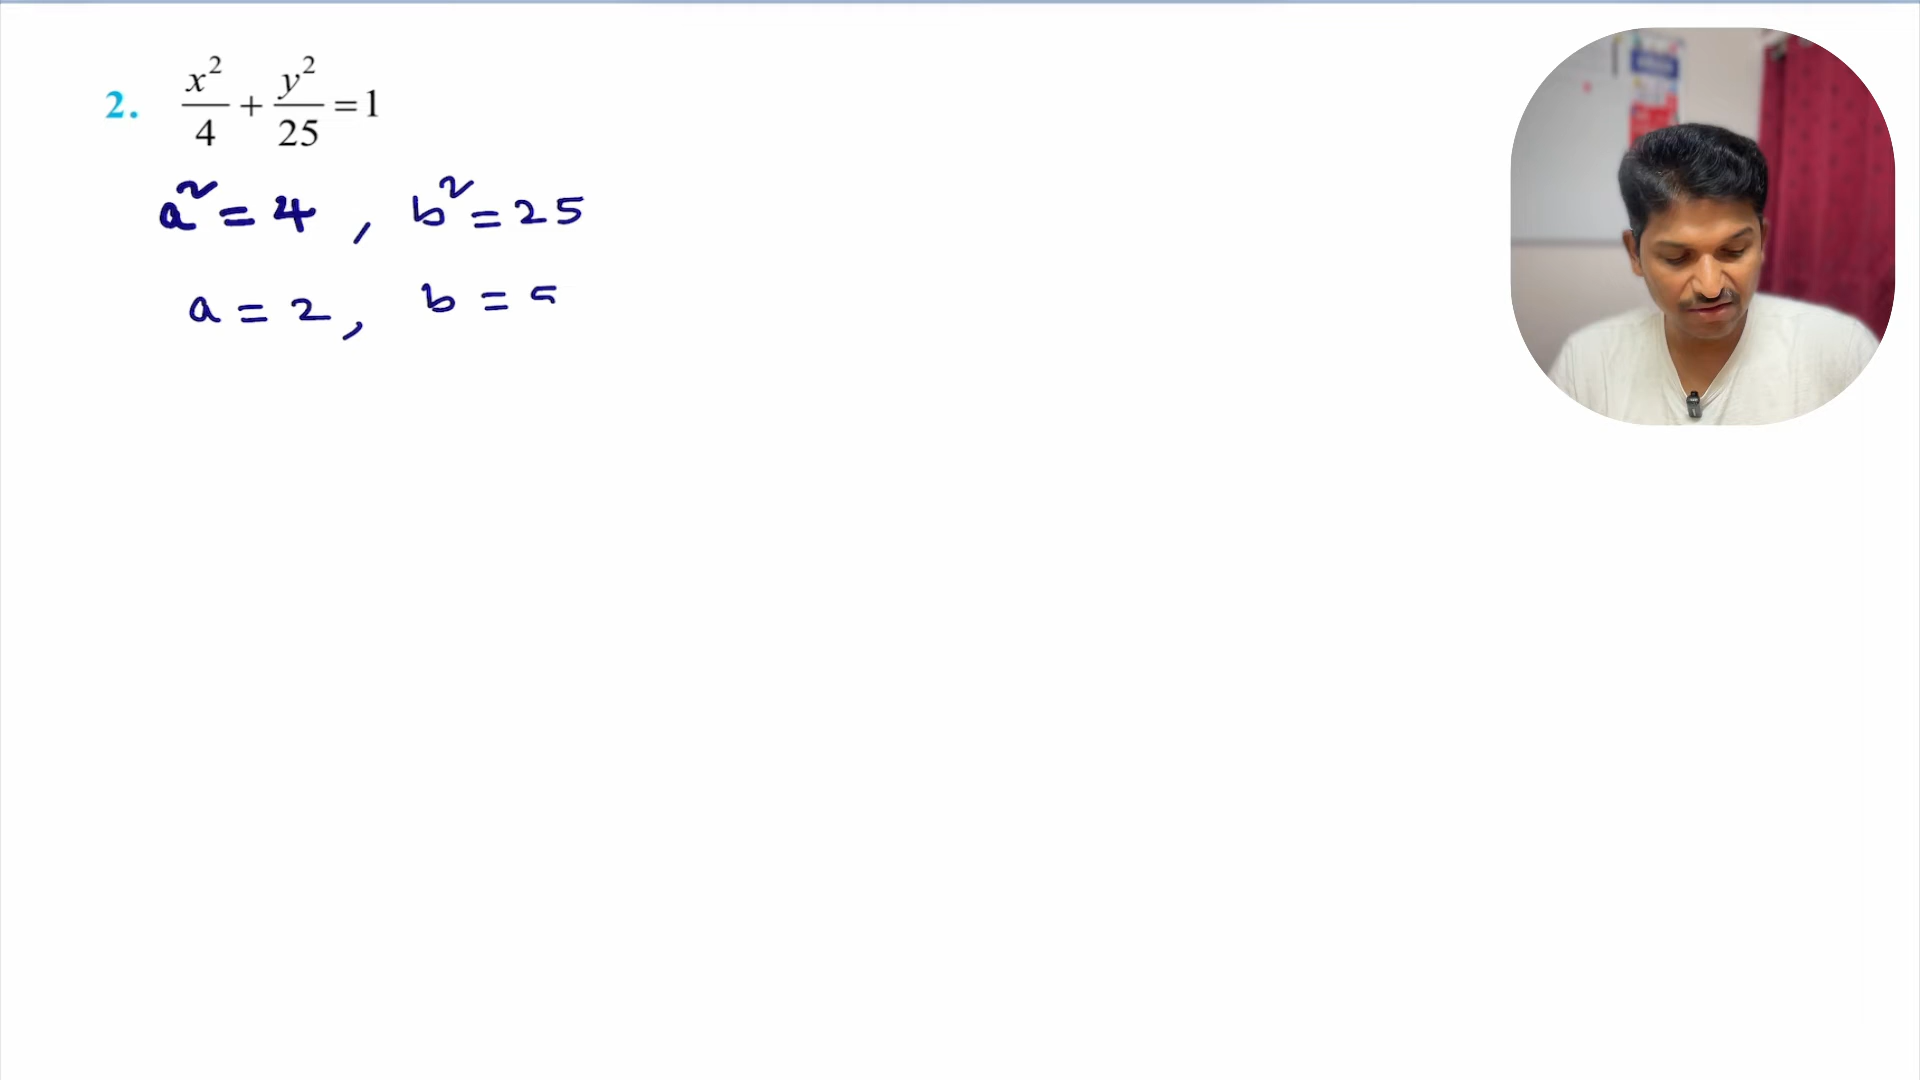 2. x²/4 + y²/25 = 1
a² = 4 , b² = 25
a = 2 , b = 5